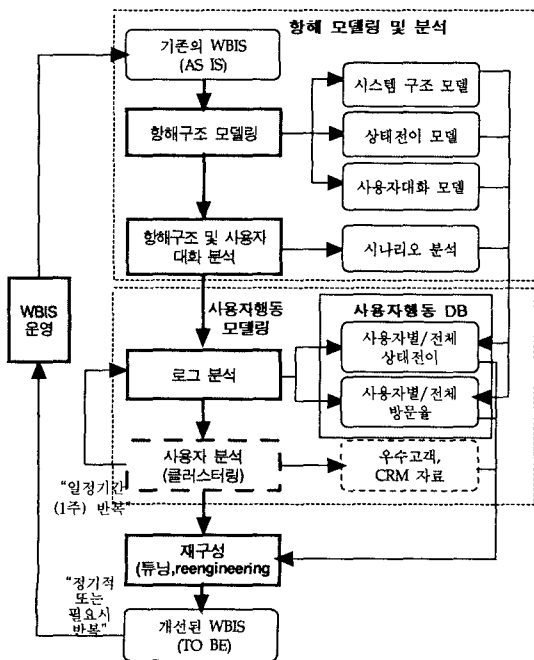 항해 모델링 및 분석
기존의 WBIS
(AS IS)
시스템 구조 모델
항해구조 모델링
상태전이 모델
사용자대화 모델
항해구조 및 사용자
대화 분석
시나리오 분석
WBIS
운영
사용자행동
모델링
사용자행동 DB
사용자별/전체
상태전이
로그 분석
사용자별/전체
방문율
사용자 분석
(클러스터링)
우수고객,
CRM 자료
"일정기간
(1주) 반복"
재구성
(튜닝,reengineering
"정기적
또는
필요시
반복"
개선된 WBIS
(TO BE)